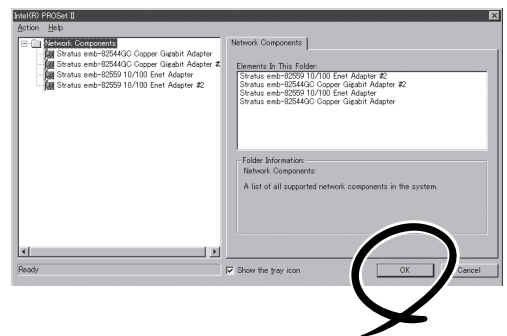 Intel(R) PROSet II
Action Help
Network Components
Stratus emb-82544GC Copper Gigabit Adapter
Stratus emb-82544GC Copper Gigabit Adapter #
Stratus emb-82559 10/100 Enet Adapter
Stratus emb-82559 10/100 Enet Adapter #2
Network Components
Elements In This Folder:
Stratus emb-82559 10/100 Enet Adapter #2
Stratus emb-82544GC Copper Gigabit Adapter #2
Stratus emb-82559 10/100 Enet Adapter
Stratus emb-82544GC Copper Gigabit Adapter
Folder Information:
Network Components:
A list of all supported network components in the system.
Ready
Show the tray icon
OK
Cancel